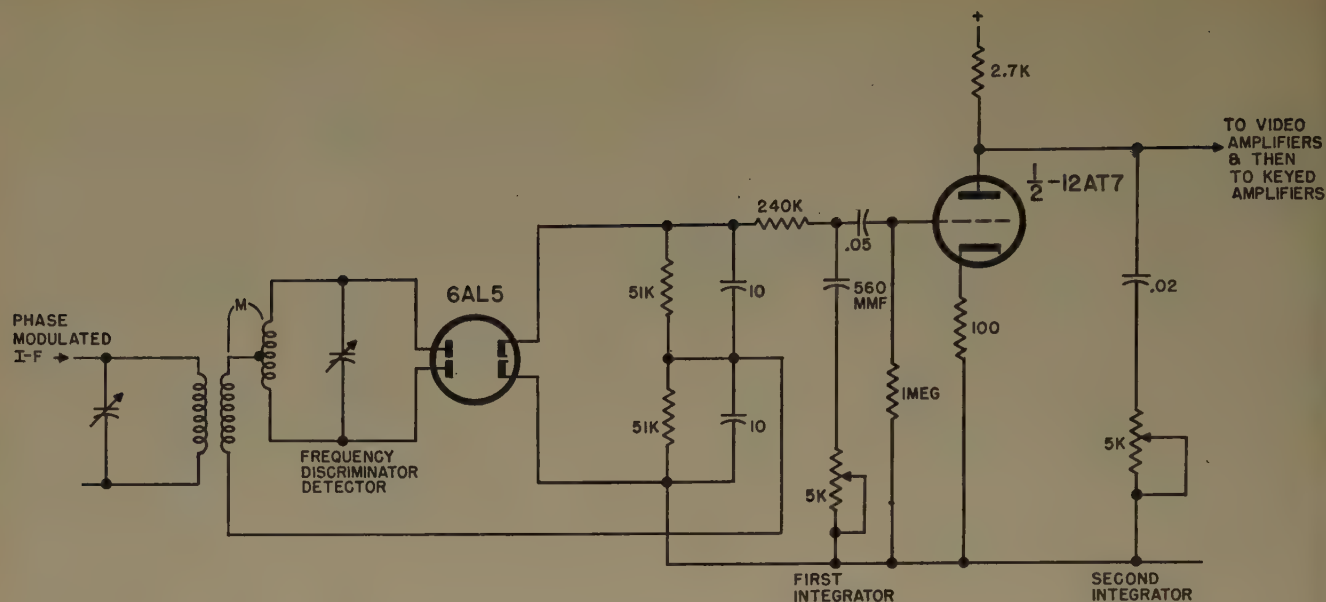 +
2.7K
TO VIDEO
AMPLIFIERS
& THEN
TO KEYED
AMPLIFIERS
1/2-12AT7
240K
.05
M
6AL5
51K
10
560
MMF
.02
PHASE
MODULATED
I-F
100
1MEG
51K
10
FREQUENCY
DISCRIMINATOR
DETECTOR
5K
5K
FIRST
INTEGRATOR
SECOND
INTEGRATOR